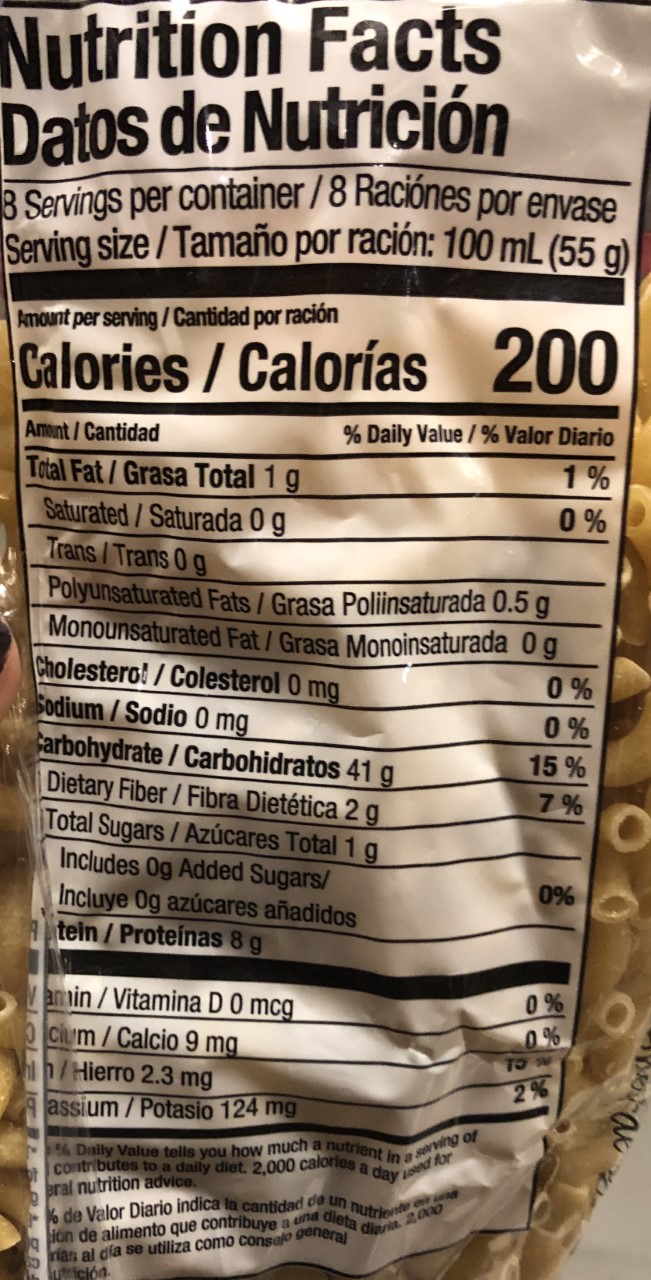 Nutrition Facts
Datos de Nutrición
8 Servings per container / 8 Raciónes por envase
Serving size / Tamaño por ración: 100 mL (55 g)
Amount per serving / Cantidad por ración
Calories / Calorías 200
Amount / Cantidad % Daily Value / % Valor Diario
Total Fat / Grasa Total 1 g 1 %
Saturated / Saturada 0 g 0 %
Trans / Trans 0 g
Polyunsaturated Fats / Grasa Poliinsaturada 0.5 g
Monounsaturated Fat / Grasa Monoinsaturada 0 g
Cholesterol / Colesterol 0 mg 0 %
Sodium / Sodio 0 mg 0 %
Carbohydrate / Carbohidratos 41 g 15 %
Dietary Fiber / Fibra Dietética 2 g 7 %
Total Sugars / Azúcares Total 1 g
Includes 0g Added Sugars/
Incluye 0g azúcares añadidos 0%
tein / Proteínas 8 g
amin / Vitamina D 0 mcg 0 %
cium / Calcio 9 mg 0 %
n / Hierro 2.3 mg
assium / Potasio 124 mg 2 %
% Daily Value tells you how much a nutrient in a serving of
contributes to a daily diet. 2,000 calories a day used for
eral nutrition advice.
% de Valor Diario indica la cantidad de un nutriente en una
ión de alimento que contribuye a una dieta diaria. 2,000
rías al día se utiliza como consejo general
utrición.